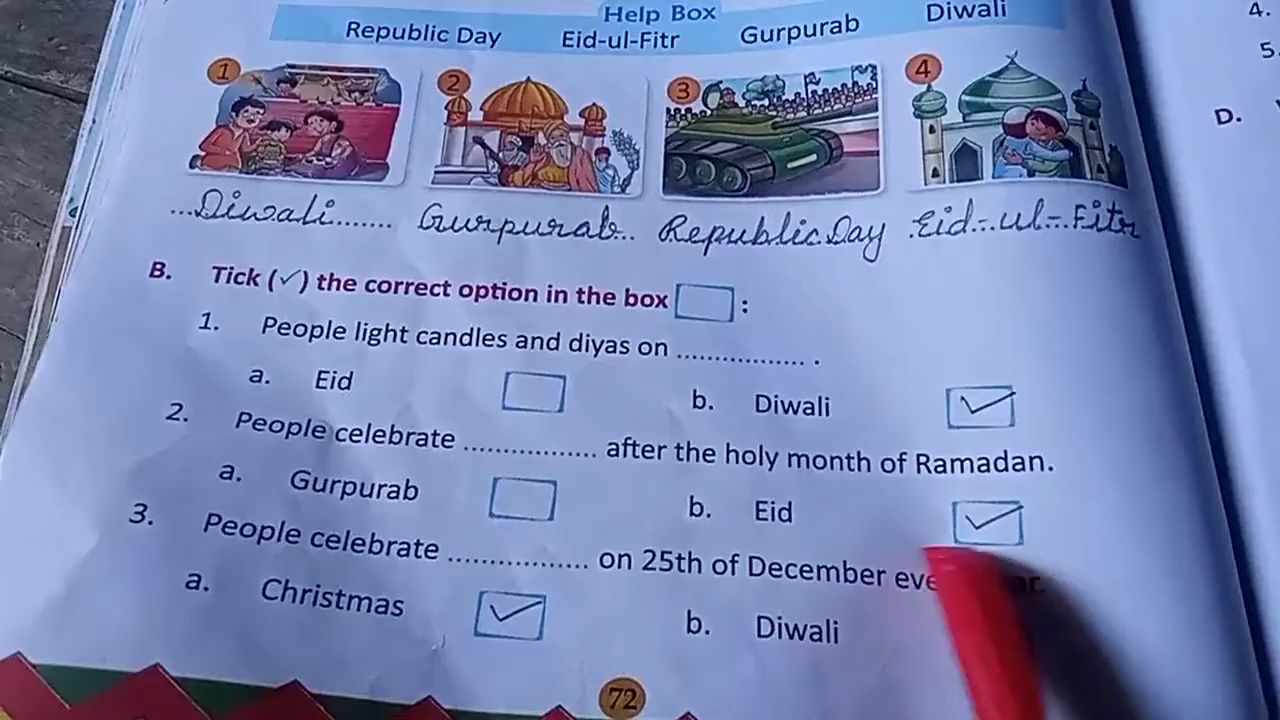 Help Box
Republic Day Eid-ul-Fitr Gurpurab Diwali
1 2 3 4
...Diwali....... Gurpurab... Republic Day Eid-ul-Fitr
B. Tick (✓) the correct option in the box :
1. People light candles and diyas on ................. .
a. Eid b. Diwali ✓
2. People celebrate ................. after the holy month of Ramadan.
a. Gurpurab b. Eid ✓
3. People celebrate ................. on 25th of December
a. Christmas ✓ b. Diwali
72
4.
5.
D.